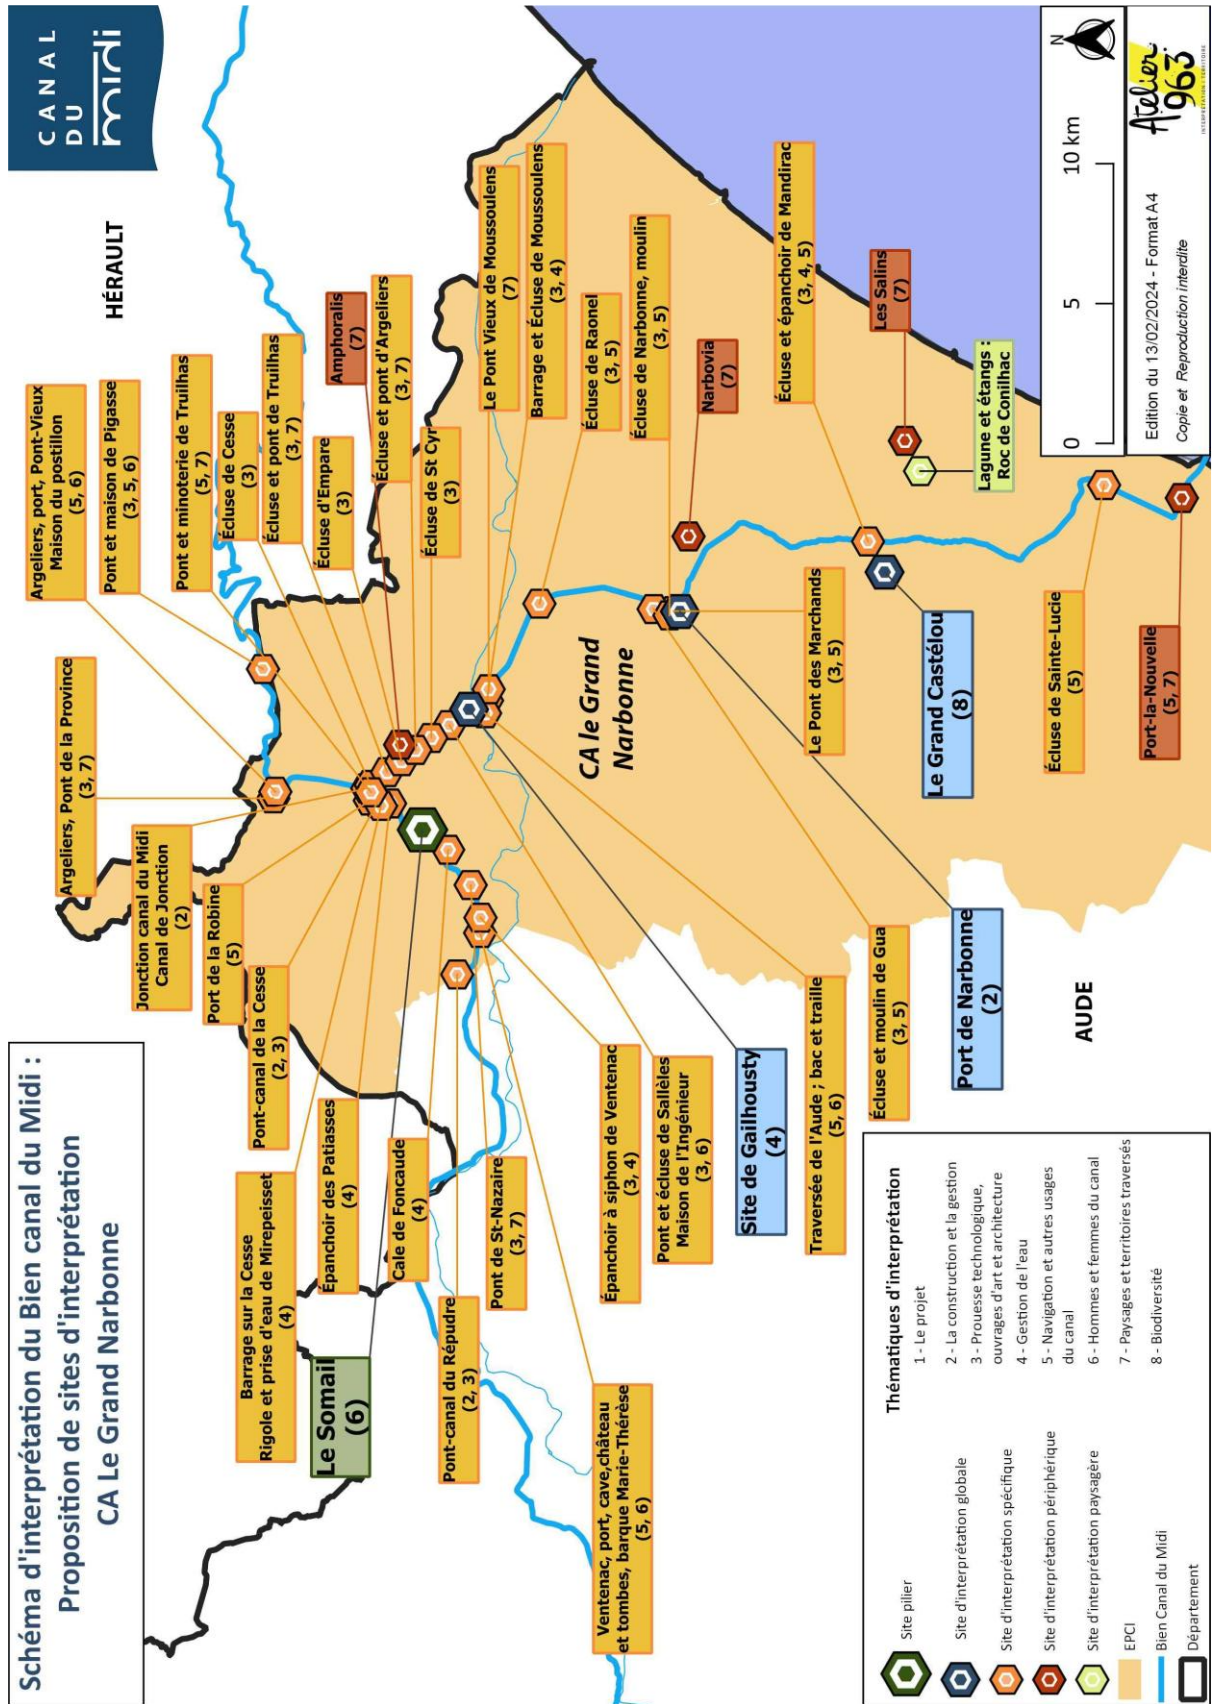 Schéma d'interprétation du Bien canal du Midi :
Proposition de sites d'interprétation
CA Le Grand Narbonne
CANAL
DU
midi
HÉRAULT
Argeliers, port, Pont-Vieux
Maison du postillon
(5, 6)
Pont et maison de Pigasse
(3, 5, 6)
Pont et minoterie de Truilhas
(5, 7)
Écluse de Cesse
(3)
Écluse et pont de Truilhas
(3, 7)
Écluse d'Empare
(3)
Amphoralis
(7)
Écluse et pont d'Argeliers
(3, 7)
Écluse de St Cyr
(3)
Le Pont Vieux de Moussoulens
(7)
Barrage et Écluse de Moussoulens
(3, 4)
Écluse de Raonel
(3, 5)
Écluse de Narbonne, moulin
(3, 5)
Narbovia
(7)
Écluse et épanchoir de Mandirac
(3, 4, 5)
Les Salins
(7)
Lagune et étangs :
Roc de Conilhac
Argeliers, Pont de la Province
(3, 7)
Jonction canal du Midi
Canal de Jonction
(2)
Port de la Robine
(5)
Pont-canal de la Cesse
(2, 3)
Barrage sur la Cesse
Rigole et prise d'eau de Mirepeisset
(4)
Epanchoir des Patiasses
(4)
Le Somail
(6)
Cale de Foncaude
(4)
Pont-canal du Répudre
(2, 3)
Pont de St-Nazaire
(3, 7)
Ventenac, port, cave,château
et tombes, barque Marie-Thérèse
(5, 6)
Épanchoir à siphon de Ventenac
(3, 4)
Pont et écluse de Sallèles
Maison de l'Ingénieur
(3, 6)
Site de Gailhousty
(4)
Traversée de l'Aude ; bac et traille
(5, 6)
Écluse et moulin de Gua
(3, 5)
Port de Narbonne
(2)
CA le Grand
Narbonne
Le Pont des Marchands
(3, 5)
Le Grand Castélou
(8)
Écluse de Sainte-Lucie
(5)
Port-la-Nouvelle
(5, 7)
AUDE
Site pilier
Site d'interprétation globale
Site d'interprétation spécifique
Site d'interprétation périphérique
Site d'interprétation paysagère
EPCI
Bien Canal du Midi
Département
Thématiques d'interprétation
1 - Le projet
2 - La construction et la gestion
3 - Prouesse technologique,
ouvrages d'art et architecture
4 - Gestion de l'eau
5 - Navigation et autres usages
du canal
6 - Hommes et femmes du canal
7 - Paysages et territoires traversés
8 - Biodiversité
N
0 5 10 km
Edition du 13/02/2024 - Format A4
Copie et Reproduction interdite
Atelier
963
INTERPRÉTATION & TERRITOIRE